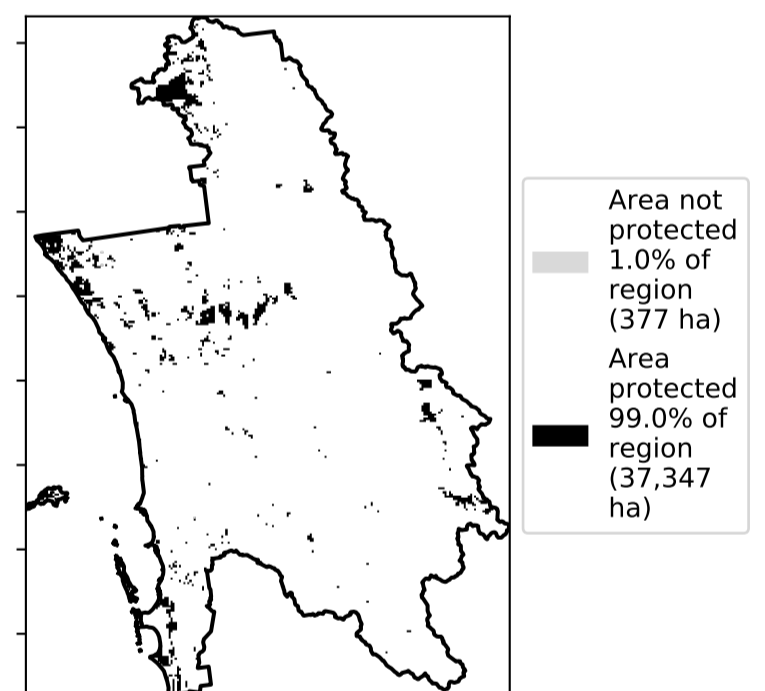 Area not
protected
1.0% of
region
(377 ha)
Area
protected
99.0% of
region
(37,347
ha)